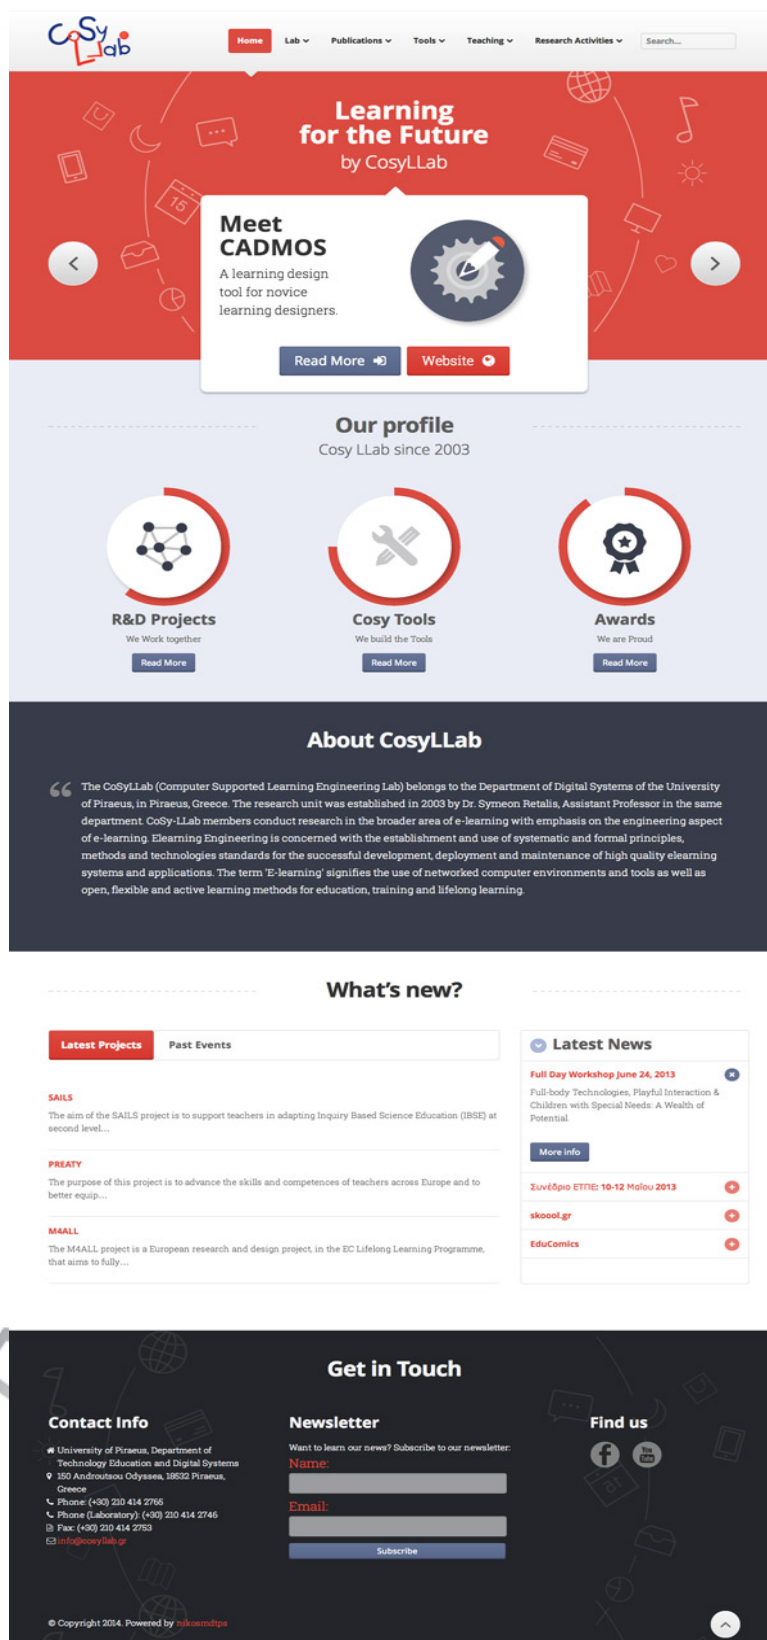 CoSy
LLab
Home Lab Publications Tools Teaching Research Activities Search...
Learning
for the Future
by CosyLLab
15
Meet
CADMOS
A learning design
tool for novice
learning designers.
Read More Website
Our profile
Cosy LLab since 2003
R&D Projects
We Work together
Read More
Cosy Tools
We build the Tools
Read More
Awards
We are Proud
Read More
About CosyLLab
The CoSyLLab (Computer Supported Learning Engineering Lab) belongs to the Department of Digital Systems of the University
of Piraeus, in Piraeus, Greece. The research unit was established in 2003 by Dr. Symeon Retalis, Assistant Professor in the same
department. CoSy-LLab members conduct research in the broader area of e-learning with emphasis on the engineering aspect
of e-learning. Elearning Engineering is concerned with the establishment and use of systematic and formal principles,
methods and technologies standards for the successful development, deployment and maintenance of high quality elearning
systems and applications. The term 'E-learning' signifies the use of networked computer environments and tools as well as
open, flexible and active learning methods for education, training and lifelong learning.
What's new?
Latest Projects Past Events
SAILS
The aim of the SAILS project is to support teachers in adapting Inquiry Based Science Education (IBSE) at
second level...
PREATY
The purpose of this project is to advance the skills and competences of teachers across Europe and to
better equip...
M4ALL
The M4ALL project is a European research and design project, in the EC Lifelong Learning Programme,
that aims to fully...
Latest News
Full Day Workshop June 24, 2013
Full-body Technologies, Playful Interaction &
Children with Special Needs: A Wealth of
Potential.
More info
Συνέδριο ΕΤΠΕ: 10-12 Μαΐου 2013
skoool.gr
EduComics
Get in Touch
Contact Info
University of Piraeus, Department of
Technology Education and Digital Systems
150 Androutsou Odyssea, 18532 Piraeus,
Greece
Phone: (+30) 210 414 2765
Phone (Laboratory): (+30) 210 414 2746
Fax: (+30) 210 414 2753
info@cosyllab.gr
Newsletter
Want to learn our news? Subscribe to our newsletter:
Name:
Email:
Subscribe
Find us
You
Tube
15
© Copyright 2014. Powered by nikosmdtps